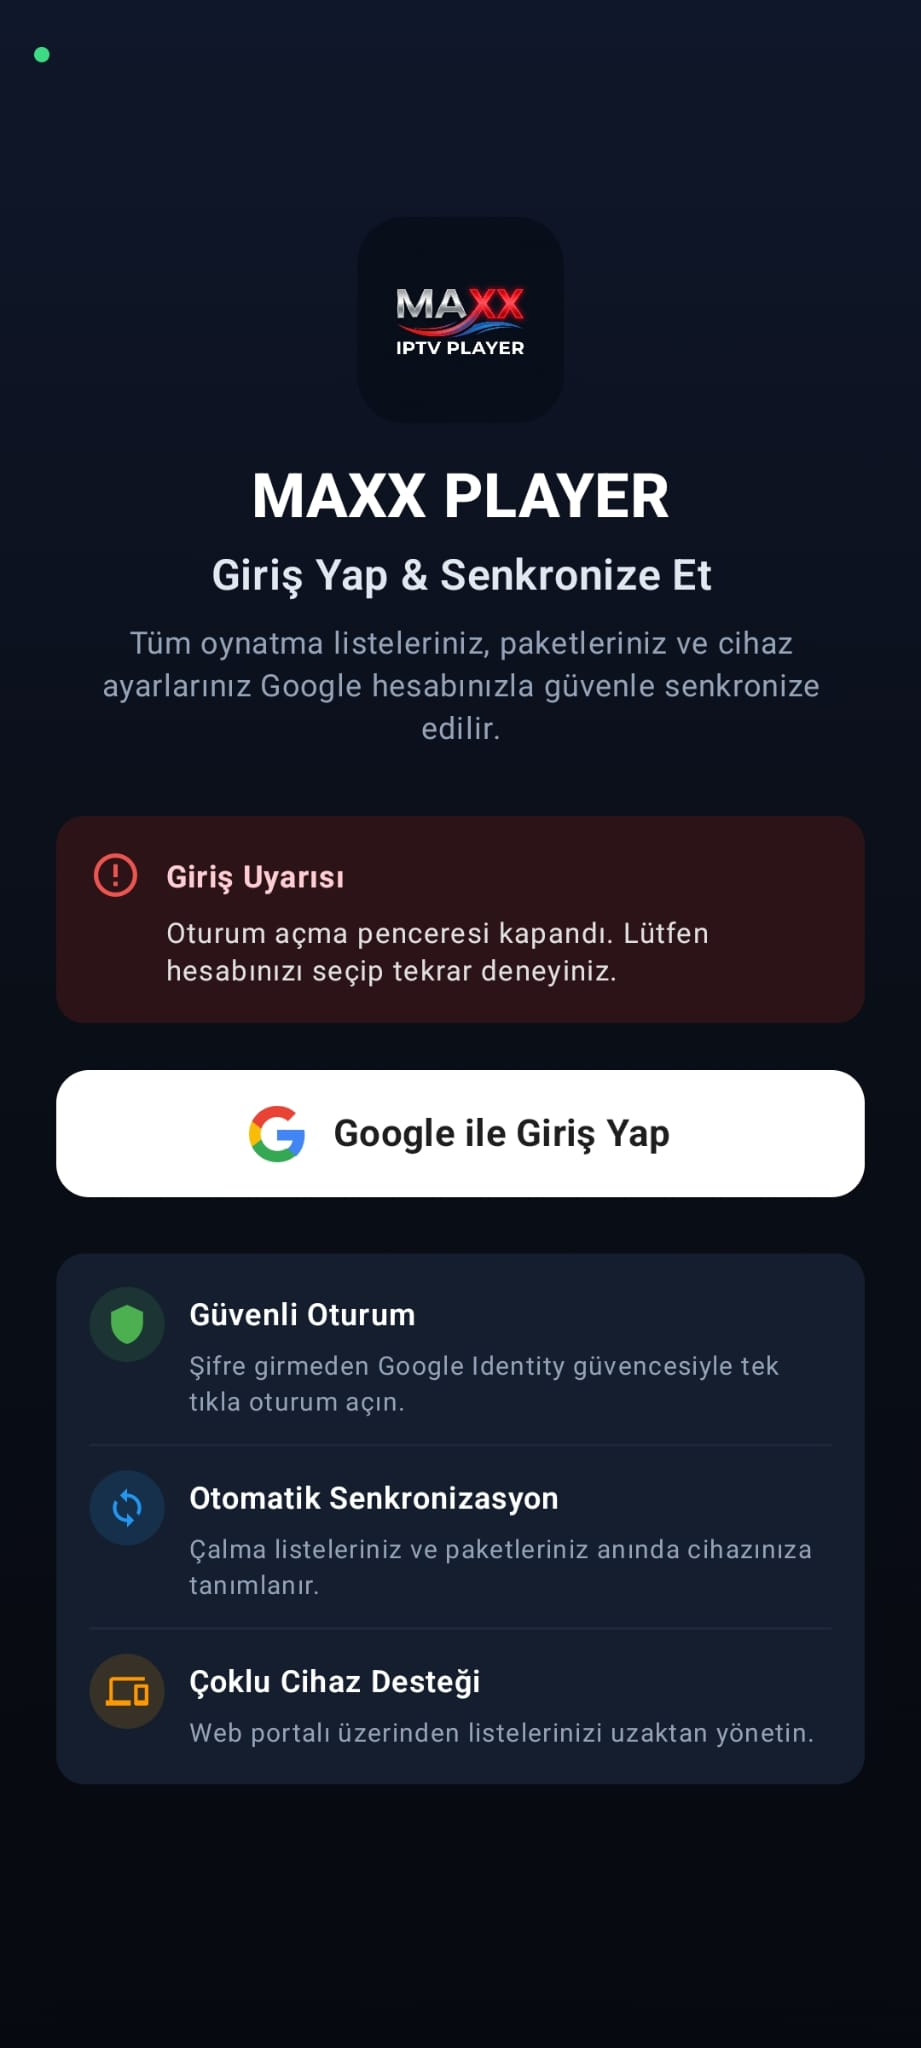 MAXX
IPTV PLAYER
MAXX PLAYER
Giriş Yap & Senkronize Et
Tüm oynatma listeleriniz, paketleriniz ve cihaz
ayarlarınız Google hesabınızla güvenle senkronize
edilir.
Giriş Uyarısı
Oturum açma penceresi kapandı. Lütfen
hesabınızı seçip tekrar deneyiniz.
Google ile Giriş Yap
Güvenli Oturum
Şifre girmeden Google Identity güvencesiyle tek
tıkla oturum açın.
Otomatik Senkronizasyon
Çalma listeleriniz ve paketleriniz anında cihazınıza
tanımlanır.
Çoklu Cihaz Desteği
Web portalı üzerinden listelerinizi uzaktan yönetin.